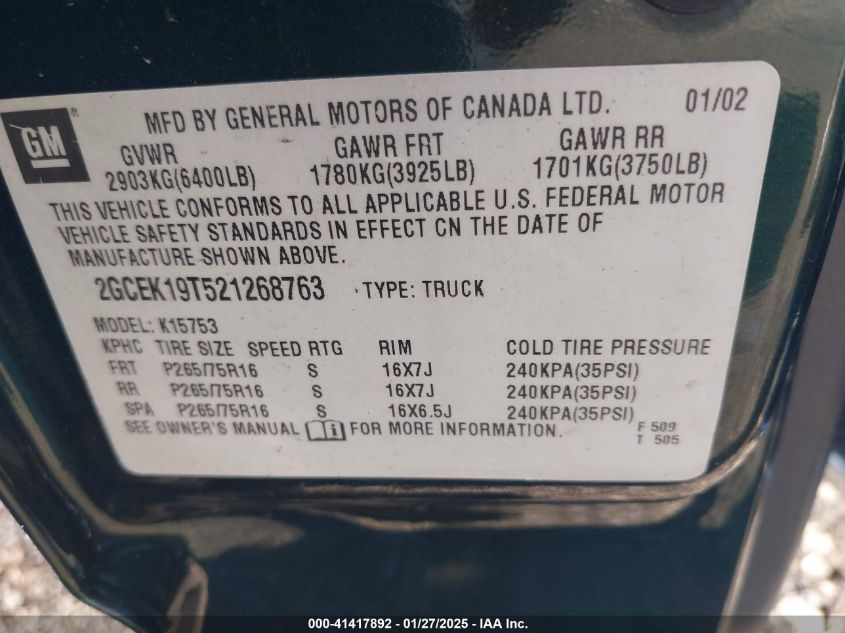 GM ®
MFD BY GENERAL MOTORS OF CANADA LTD. 01/02
GVWR GAWR FRT GAWR RR
2903KG(6400LB) 1780KG(3925LB) 1701KG(3750LB)
THIS VEHICLE CONFORMS TO ALL APPLICABLE U.S. FEDERAL MOTOR
VEHICLE SAFETY STANDARDS IN EFFECT ON THE DATE OF
MANUFACTURE SHOWN ABOVE.
2GCEK19T521268763 TYPE: TRUCK
MODEL: K15753
KPHC TIRE SIZE SPEED RTG RIM COLD TIRE PRESSURE
FRT P265/75R16 S 16X7J 240KPA(35PSI)
RR P265/75R16 S 16X7J 240KPA(35PSI)
SPA P265/75R16 S 16X6.5J 240KPA(35PSI)
SEE OWNER'S MANUAL FOR MORE INFORMATION.
F 509
T 505
000-41417892 - 01/27/2025 - IAA Inc.